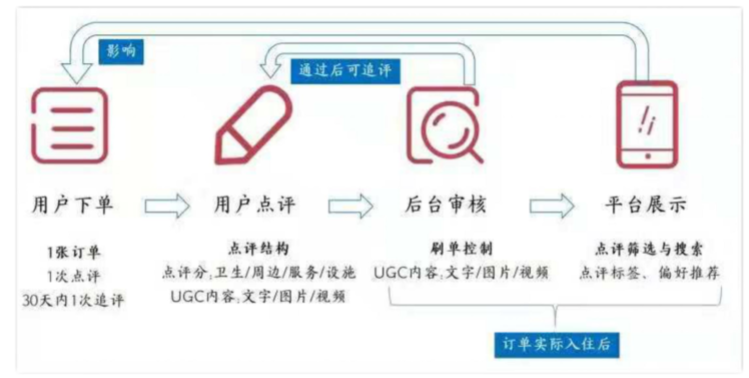 影响
通过后可追评
用户下单
用户点评
后台审核
平台展示
1张订单
1次点评
30天内1次追评
点评结构
点评分;卫生/周边/服务/设施
UGC内容;文字/图片/视频
刷单控制
UGC内容;文字/图片/视频
点评筛选与搜索
点评标签、偏好推荐
订单实际入住后